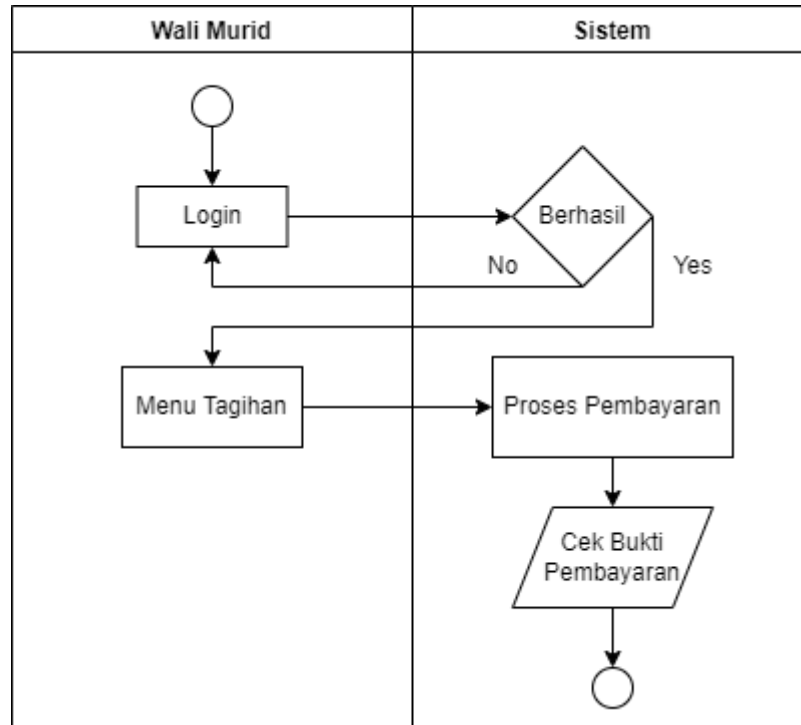 Wali Murid
Sistem
Login
Berhasil
No
Yes
Menu Tagihan
Proses Pembayaran
Cek Bukti
Pembayaran